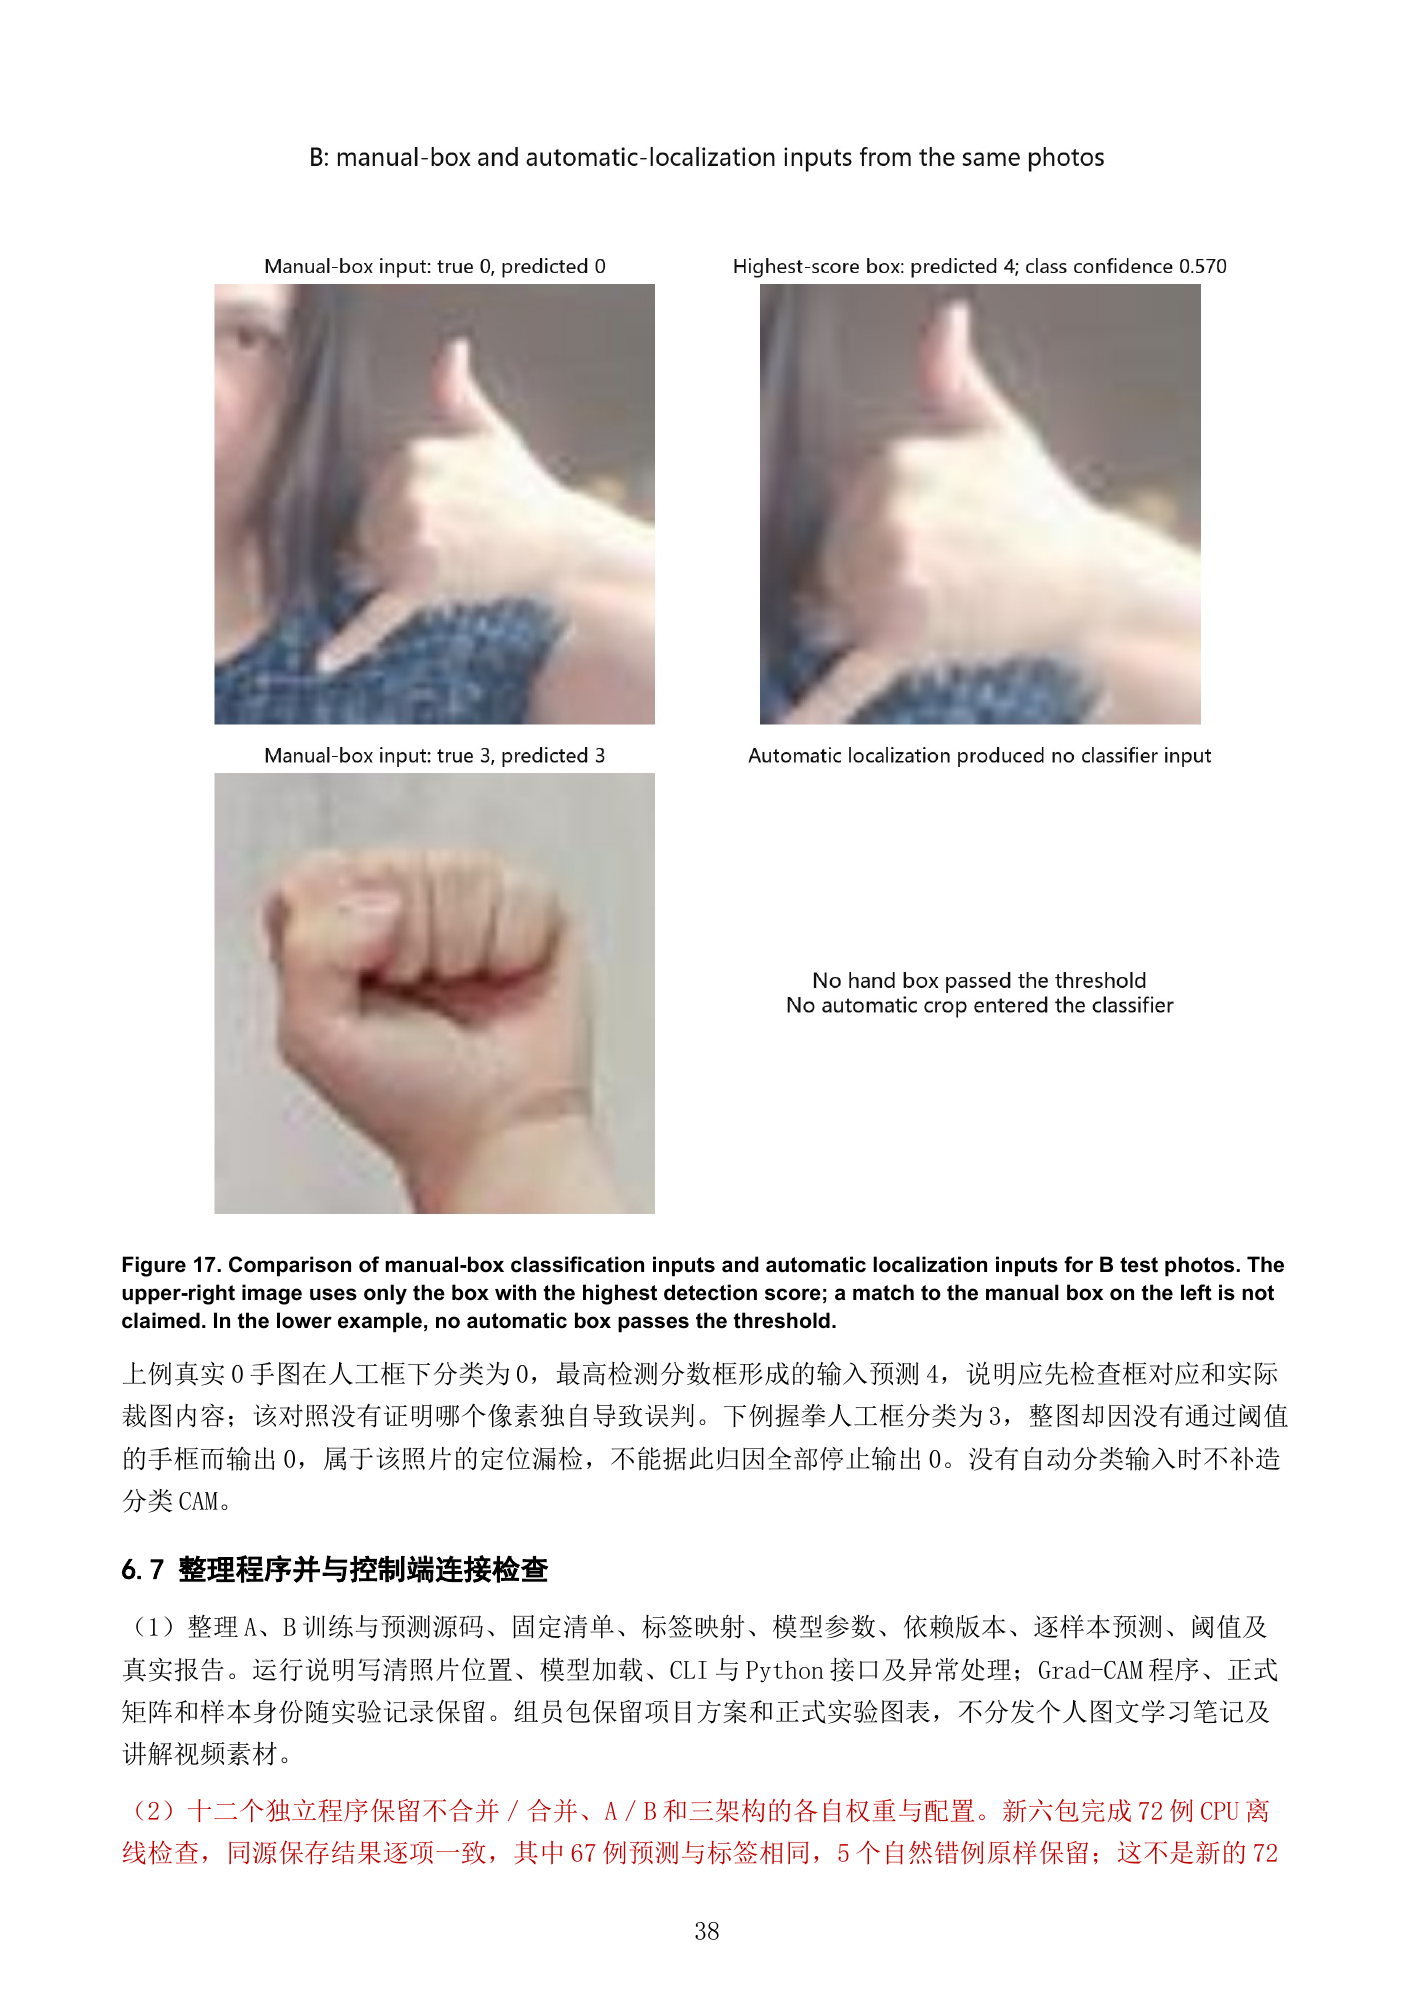 B: manual-box and automatic-localization inputs from the same photos
Manual-box input: true 0, predicted 0
Highest-score box: predicted 4; class confidence 0.570
Manual-box input: true 3, predicted 3
Automatic localization produced no classifier input
No hand box passed the threshold
No automatic crop entered the classifier
Figure 17. Comparison of manual-box classification inputs and automatic localization inputs for B test photos. The
upper-right image uses only the box with the highest detection score; a match to the manual box on the left is not
claimed. In the lower example, no automatic box passes the threshold.
上例真实 0 手图在人工框下分类为 0，最高检测分数框形成的输入预测 4，说明应先检查框对应和实际
裁图内容；该对照没有证明哪个像素独自导致误判。下例握拳人工框分类为 3，整图却因没有通过阈值
的手框而输出 0，属于该照片的定位漏检，不能据此归因全部停止输出 0。没有自动分类输入时不补造
分类 CAM。
6.7 整理程序并与控制端连接检查
（1）整理 A、B 训练与预测源码、固定清单、标签映射、模型参数、依赖版本、逐样本预测、阈值及
真实报告。运行说明写清照片位置、模型加载、CLI 与 Python 接口及异常处理；Grad-CAM 程序、正式
矩阵和样本身份随实验记录保留。组员包保留项目方案和正式实验图表，不分发个人图文学习笔记及
讲解视频素材。
（2）十二个独立程序保留不合并／合并、A／B 和三架构的各自权重与配置。新六包完成 72 例 CPU 离
线检查，同源保存结果逐项一致，其中 67 例预测与标签相同，5 个自然错例原样保留；这不是新的 72
38